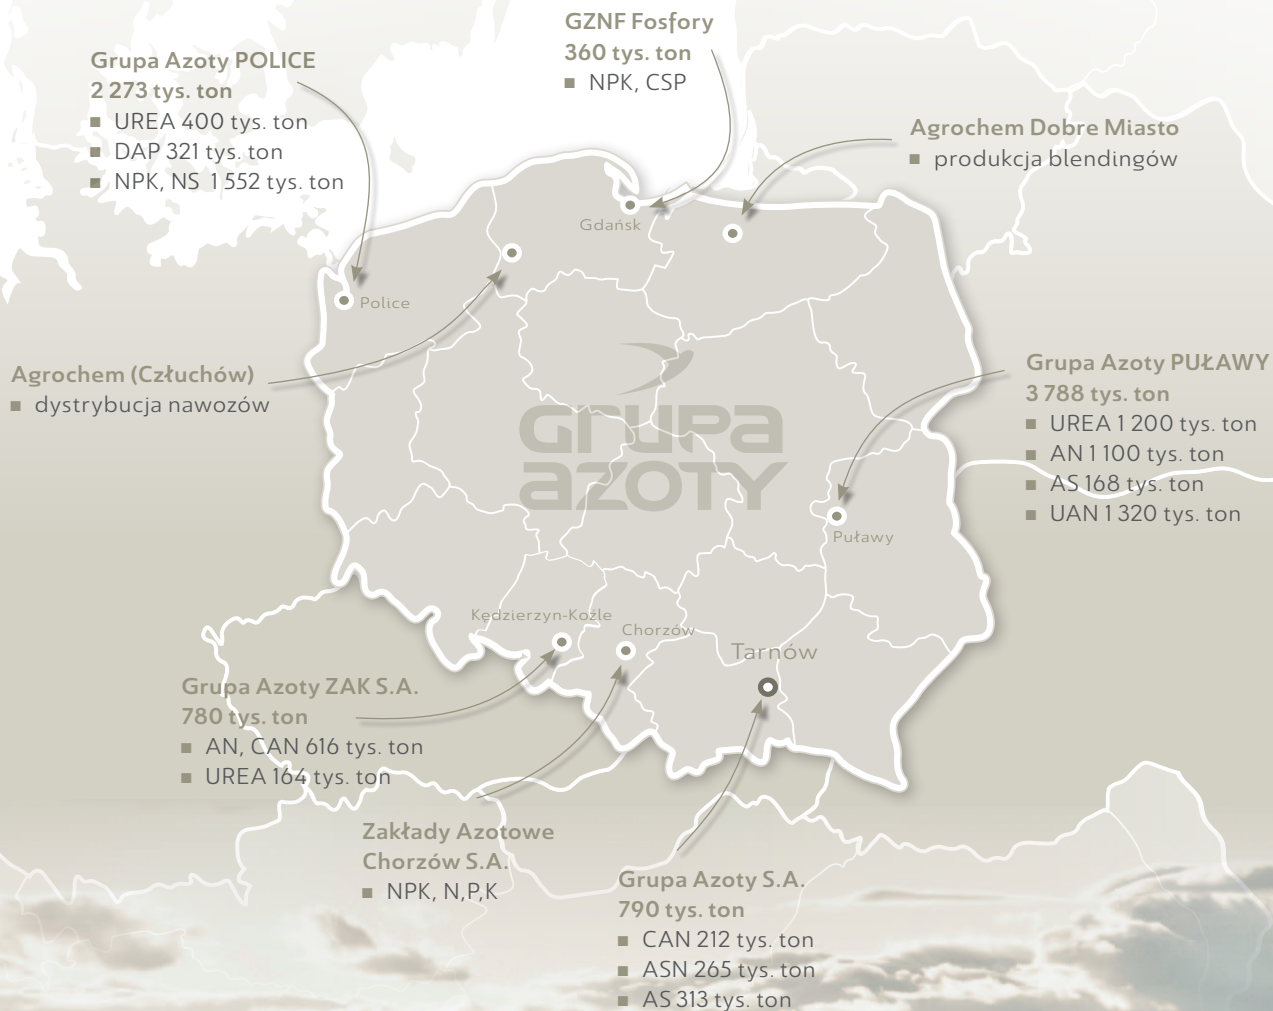 GZNF Fosfory
360 tys. ton
■ NPK, CSP
Grupa Azoty POLICE
2 273 tys. ton
■ UREA 400 tys. ton
■ DAP 321 tys. ton
■ NPK, NS 1 552 tys. ton
Agrochem Dobre Miasto
■ produkcja blendingów
Gdańsk
Police
Agrochem (Człuchów)
■ dystrybucja nawozów
Grupa Azoty PUŁAWY
3 788 tys. ton
■ UREA 1 200 tys. ton
■ AN 1 100 tys. ton
■ AS 168 tys. ton
■ UAN 1 320 tys. ton
GRUPA
AZOTY
Puławy
Kędzierzyn-Koźle
Chorzów
Tarnów
Grupa Azoty ZAK S.A.
780 tys. ton
■ AN, CAN 616 tys. ton
■ UREA 164 tys. ton
Zakłady Azotowe
Chorzów S.A.
■ NPK, N,P,K
Grupa Azoty S.A.
790 tys. ton
■ CAN 212 tys. ton
■ ASN 265 tys. ton
■ AS 313 tys. ton